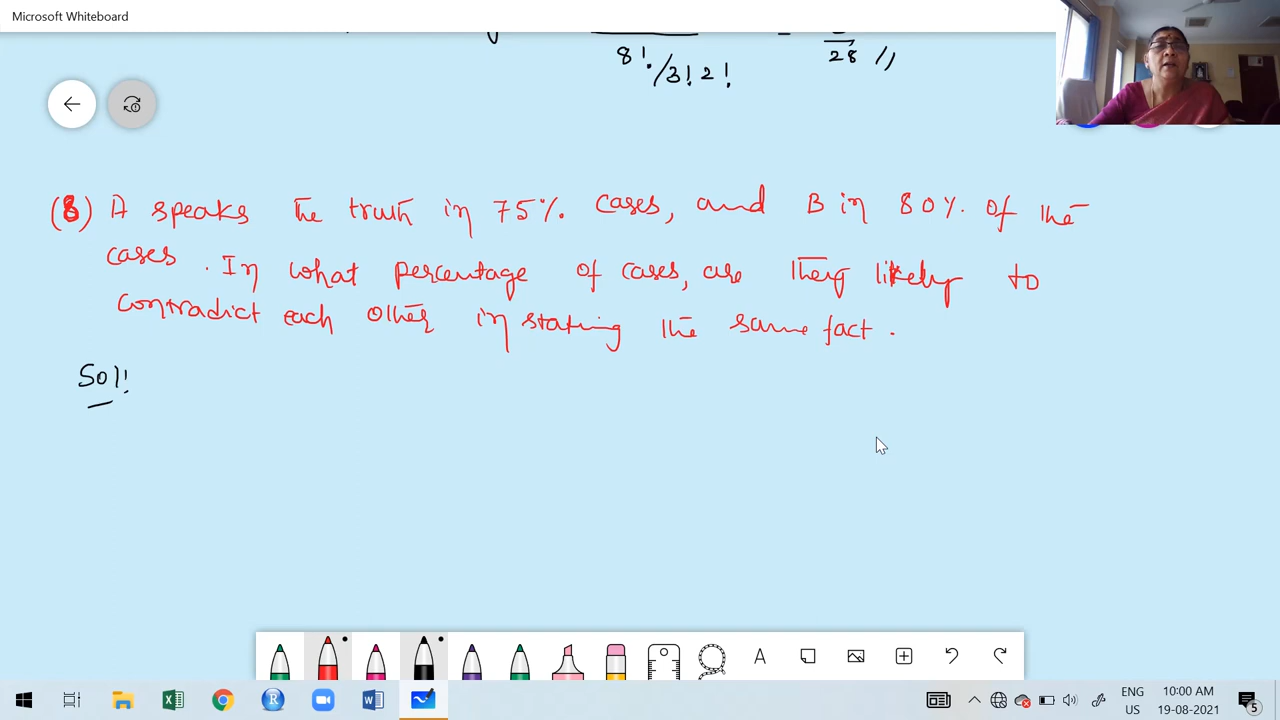 Microsoft Whiteboard
8!/3!2! = 28 //
(8) A speaks the truth in 75% cases, and B in 80% of the
cases. In what percentage of cases, are they likely to
contradict each other in stating the same fact.
Sol:
A
ENG
US
10:00 AM
19-08-2021
5